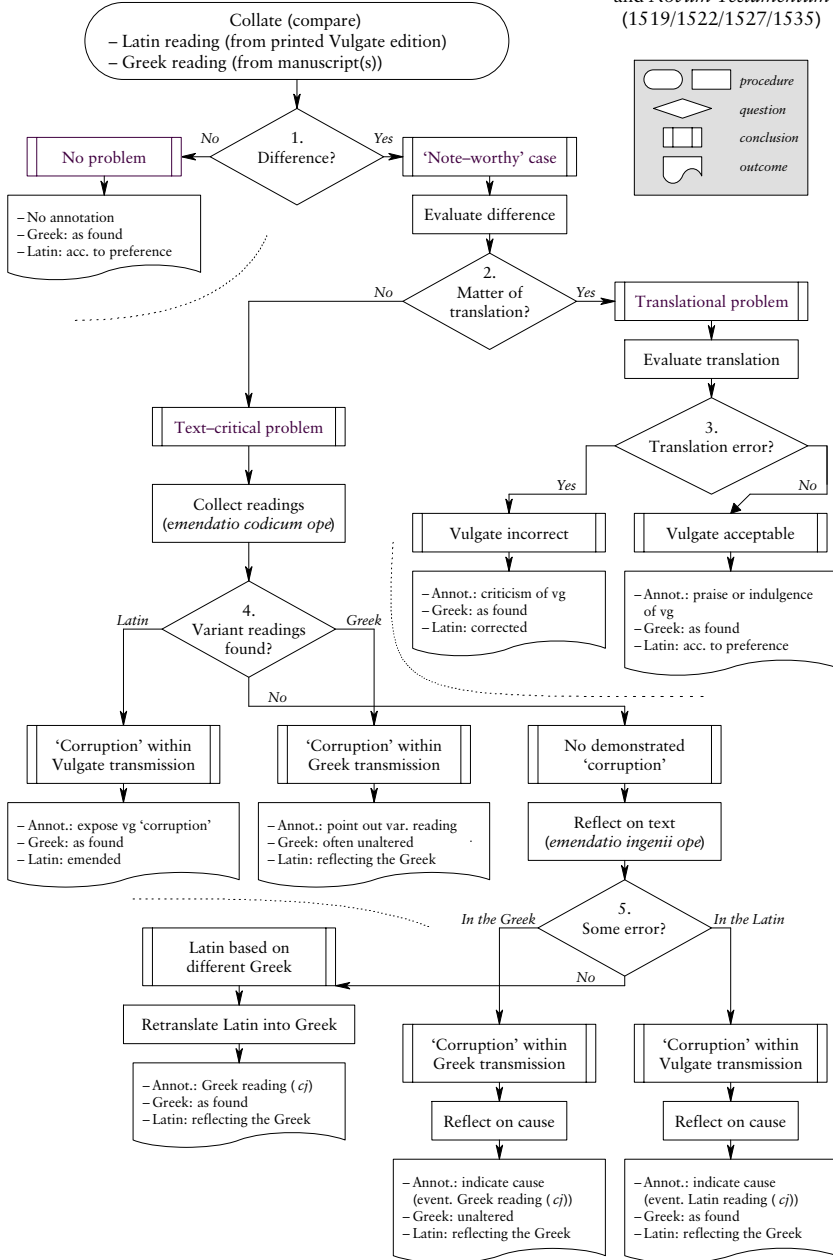 and Novum Testamentum
(1519/1522/1527/1535)
Collate (compare)
– Latin reading (from printed Vulgate edition)
– Greek reading (from manuscript(s))
procedure
question
conclusion
outcome
1.
Difference?
No
Yes
No problem
‘Note–worthy’ case
– No annotation
– Greek: as found
– Latin: acc. to preference
Evaluate difference
2.
Matter of
translation?
No
Yes
Translational problem
Evaluate translation
3.
Translation error?
Yes
No
Text–critical problem
Collect readings
(emendatio codicum ope)
Vulgate incorrect
Vulgate acceptable
– Annot.: criticism of vg
– Greek: as found
– Latin: corrected
– Annot.: praise or indulgence
of vg
– Greek: as found
– Latin: acc. to preference
4.
Variant readings
found?
Latin
Greek
No
‘Corruption’ within
Vulgate transmission
‘Corruption’ within
Greek transmission
No demonstrated
‘corruption’
– Annot.: expose vg ‘corruption’
– Greek: as found
– Latin: emended
– Annot.: point out var. reading
– Greek: often unaltered
– Latin: reflecting the Greek
Reflect on text
(emendatio ingenii ope)
5.
Some error?
In the Greek
In the Latin
No
Latin based on
different Greek
Retranslate Latin into Greek
– Annot.: Greek reading (cj)
– Greek: as found
– Latin: reflecting the Greek
‘Corruption’ within
Greek transmission
‘Corruption’ within
Vulgate transmission
Reflect on cause
Reflect on cause
– Annot.: indicate cause
(event. Greek reading (cj))
– Greek: unaltered
– Latin: reflecting the Greek
– Annot.: indicate cause
(event. Latin reading (cj))
– Greek: as found
– Latin: reflecting the Greek